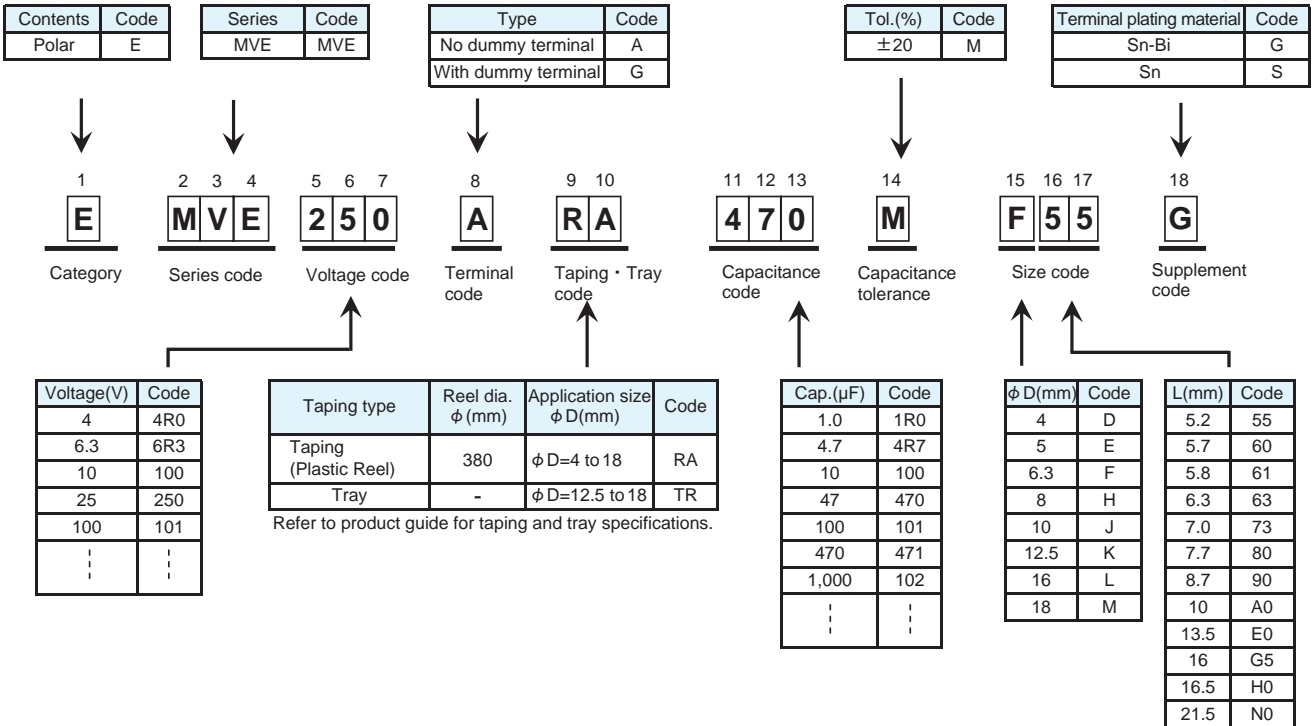 Contents Code
Polar E
Series Code
MVE MVE
Type Code
No dummy terminal A
With dummy terminal G
Tol.(%) Code
±20 M
Terminal plating material Code
Sn-Bi G
Sn S
1 2 3 4 5 6 7 8 9 10 11 12 13 14 15 16 17 18
E M V E 2 5 0 A R A 4 7 0 M F 5 5 G
Category
Series code
Voltage code
Terminal
code
Taping・Tray
code
Capacitance
code
Capacitance
tolerance
Size code
Supplement
code
Voltage(V) Code
4 4R0
6.3 6R3
10 100
25 250
100 101
Taping type Reel dia. φ(mm) Application size φD(mm) Code
Taping (Plastic Reel) 380 φD=4 to 18 RA
Tray - φD=12.5 to 18 TR
Refer to product guide for taping and tray specifications.
Cap.(µF) Code
1.0 1R0
4.7 4R7
10 100
47 470
100 101
470 471
1,000 102
φD(mm) Code
4 D
5 E
6.3 F
8 H
10 J
12.5 K
16 L
18 M
L(mm) Code
5.2 55
5.7 60
5.8 61
6.3 63
7.0 73
7.7 80
8.7 90
10 A0
13.5 E0
16 G5
16.5 H0
21.5 N0